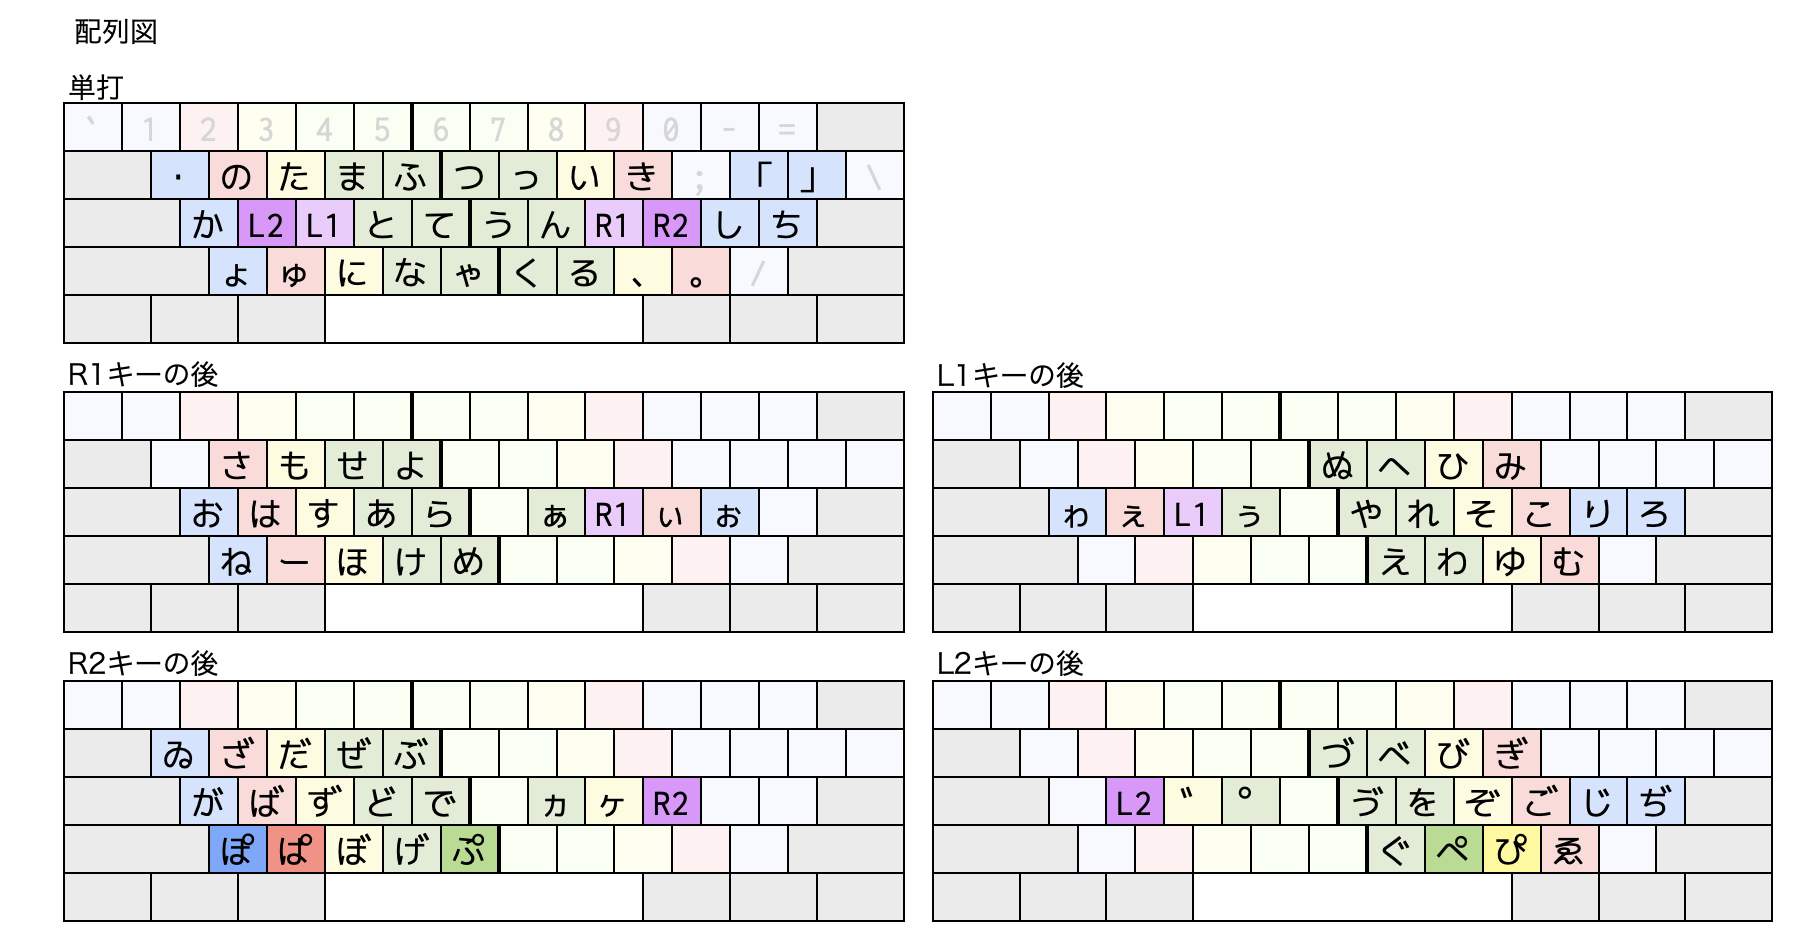 配列図
単打
` 1 2 3 4 5 6 7 8 9 0 - =
・ の た ま ふ つ っ い き ; 「 」 \
か L2 L1 と て う ん R1 R2 し ち
ょ ゅ に な ゃ く る 、 。 /
R1キーの後
さ も せ よ
お は す あ ら ぁ R1 ぃ ぉ
ね ー ほ け め
L1キーの後
ぬ へ ひ み
ゎ ぇ L1 ぅ や れ そ こ り ろ
え わ ゆ む
R2キーの後
ゐ ざ だ ぜ ぶ
が ば ず ど で ヵ ヶ R2
ぽ ぱ ぼ げ ぷ
L2キーの後
づ べ び ぎ
L2 ゛ ゜ ゔ を ぞ ご じ ぢ
ぐ ぺ ぴ ゑ